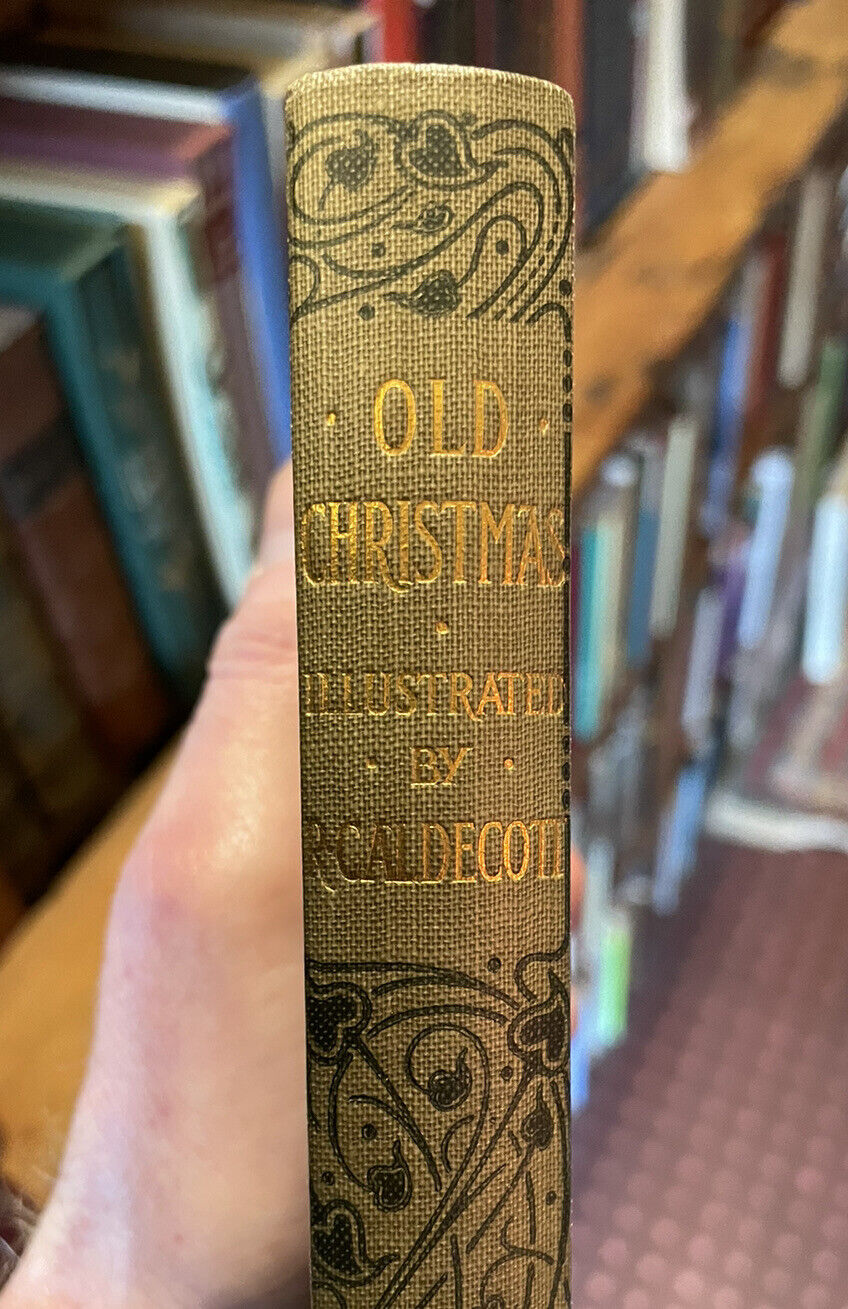 · OLD ·
CHRISTMAS
·
ILLUSTRATED
· BY ·
R·CALDECOTT